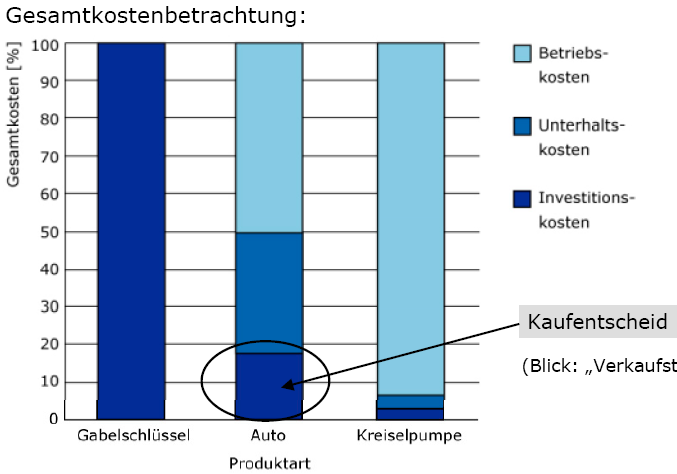 Gesamtkostenbetrachtung:
Gesamtkosten [%]
100
90
80
70
60
50
40
30
20
10
0
Gabelschlüssel
Auto
Kreiselpumpe
Produktart
Betriebs-
kosten
Unterhalts-
kosten
Investitions-
kosten
Kaufentscheid
(Blick: „Verkaufst